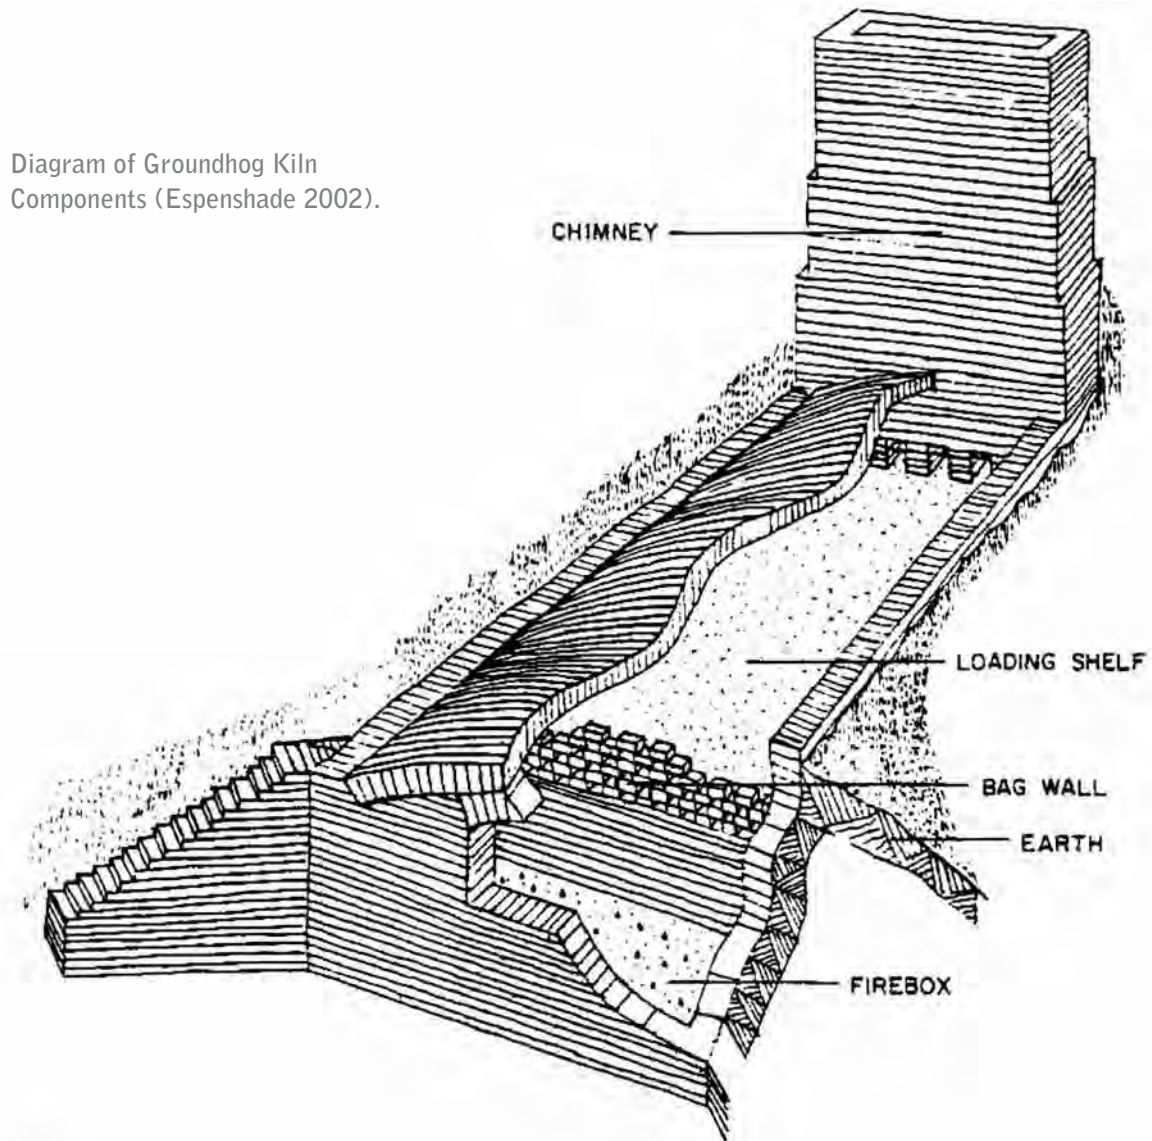 Diagram of Groundhog Kiln
Components (Espenshade 2002).
CHIMNEY
LOADING SHELF
BAG WALL
EARTH
FIREBOX